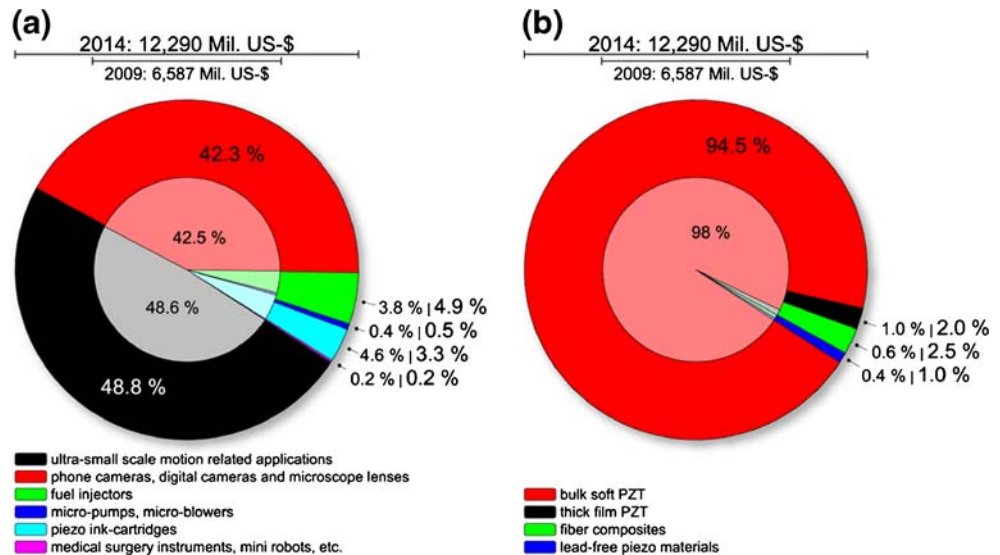 (a)
2014: 12,290 Mil. US-$
2009: 6,587 Mil. US-$
42.3 %
42.5 %
48.6 %
48.8 %
3.8 % | 4.9 %
0.4 % | 0.5 %
4.6 % | 3.3 %
0.2 % | 0.2 %
ultra-small scale motion related applications
phone cameras, digital cameras and microscope lenses
fuel injectors
micro-pumps, micro-blowers
piezo ink-cartridges
medical surgery instruments, mini robots, etc.
(b)
2014: 12,290 Mil. US-$
2009: 6,587 Mil. US-$
94.5 %
98 %
1.0 % | 2.0 %
0.6 % | 2.5 %
0.4 % | 1.0 %
bulk soft PZT
thick film PZT
fiber composites
lead-free piezo materials